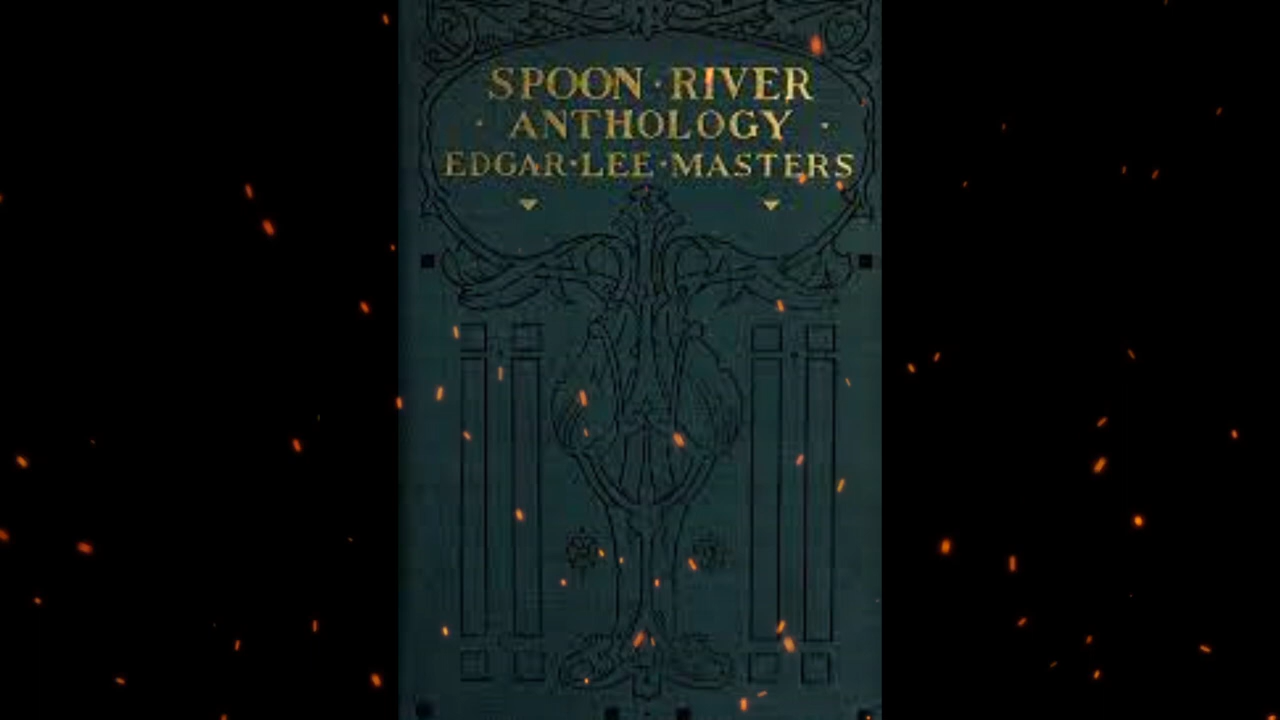 SPOON · RIVER
· ANTHOLOGY ·
EDGAR · LEE · MASTERS